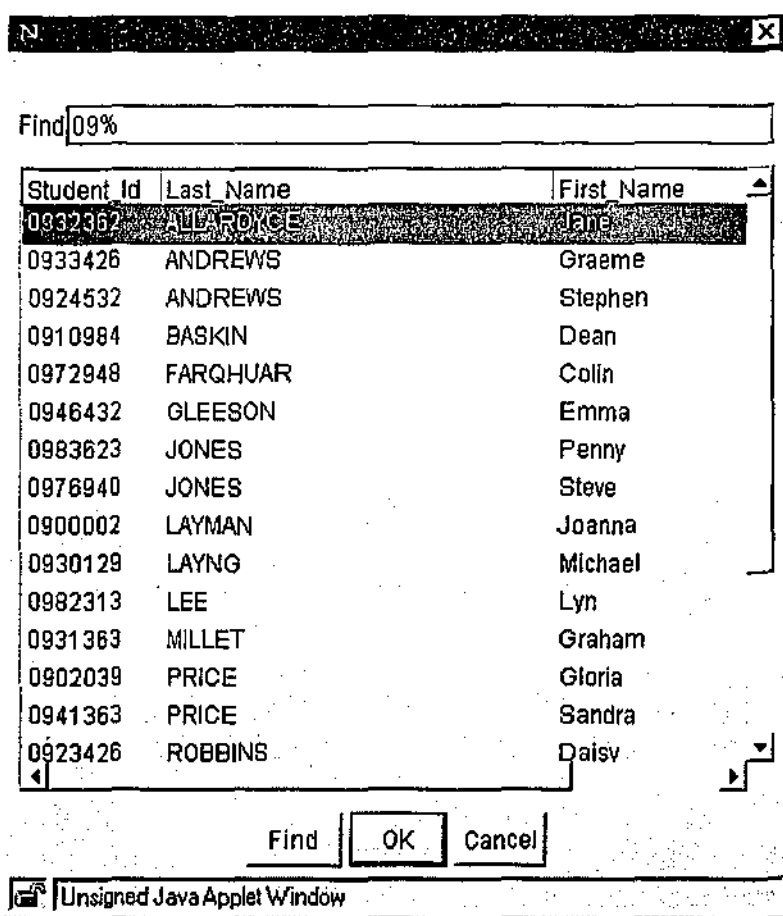 N
Find 09%
Student_Id Last_Name First_Name
0932362 ALLARDYCE Jane
0933426 ANDREWS Graeme
0924532 ANDREWS Stephen
0910984 BASKIN Dean
0972948 FARQHUAR Colin
0946432 GLEESON Emma
0983623 JONES Penny
0976940 JONES Steve
0900002 LAYMAN Joanna
0930129 LAYNG Michael
0982313 LEE Lyn
0931363 MILLET Graham
0902039 PRICE Gloria
0941363 PRICE Sandra
0923426 ROBBINS Daisy
Find OK Cancel
Unsigned Java Applet Window